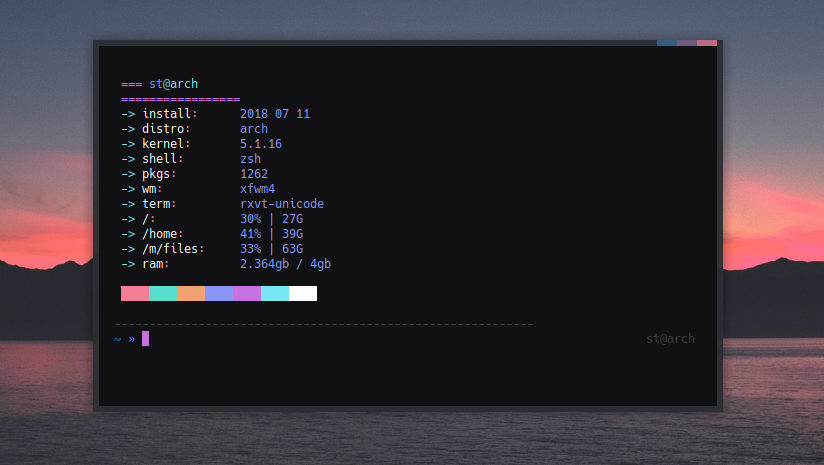 === st@arch
=================
-> install: 2018 07 11
-> distro: arch
-> kernel: 5.1.16
-> shell: zsh
-> pkgs: 1262
-> wm: xfwm4
-> term: rxvt-unicode
-> /: 30% | 27G
-> /home: 41% | 39G
-> /m/files: 33% | 63G
-> ram: 2.364gb / 4gb
~ » st@arch